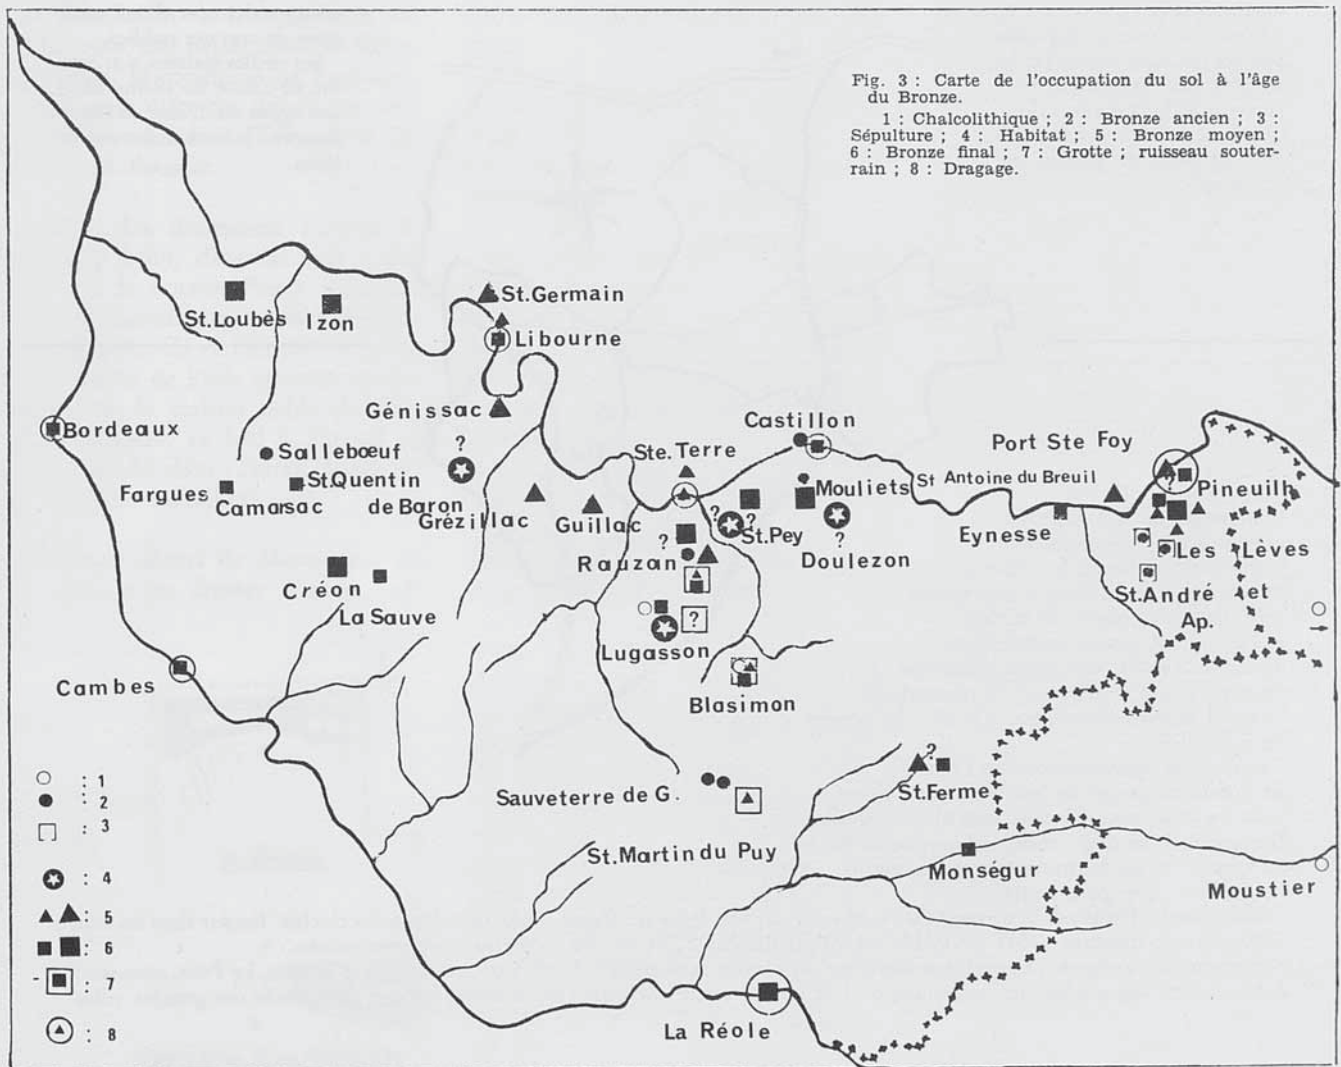 Fig. 3 : Carte de l'occupation du sol à l'âge
du Bronze.
1 : Chalcolithique ; 2 : Bronze ancien ; 3 :
Sépulture ; 4 : Habitat ; 5 : Bronze moyen ;
6 : Bronze final ; 7 : Grotte ; ruisseau souter-
rain ; 8 : Dragage.
St. Germain
St. Loubès
Izon
Libourne
Génissac
Bordeaux
Castillon
?
Salleboeuf
Ste. Terre
Port Ste Foy
Fargues
St. Quentin
de Baron
Camarsac
Mouliets
St Antoine du Breuil
?
Pineuilh
Grézillac
Guillac
?
?
St. Pey
?
Doulezon
Eynesse
?
Rauzan
Les Lèves
et
Créon
St. André
Ap.
La Sauve
?
Lugasson
Cambes
Blasimon
?
Sauveterre de G.
St. Ferme
St. Martin du Puy
Monségur
Moustier
La Réole
: 1
: 2
: 3
: 4
: 5
: 6
: 7
: 8